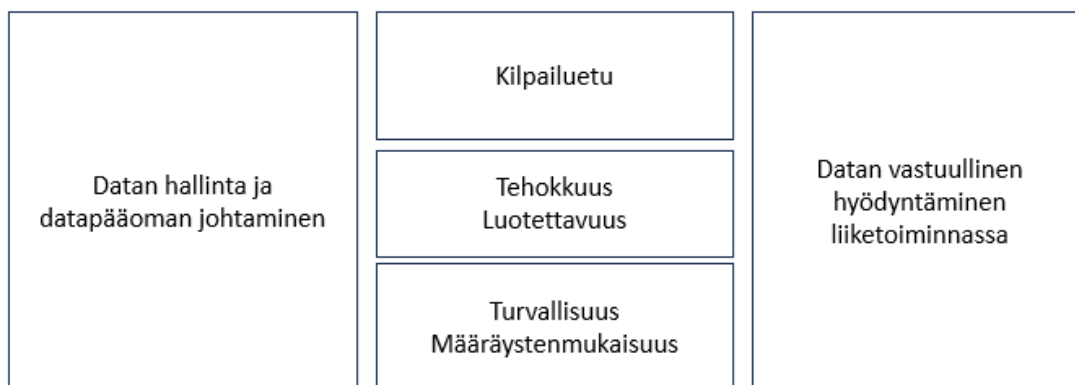 Datan hallinta ja
datapääoman johtaminen
Kilpailuetu
Tehokkuus
Luotettavuus
Turvallisuus
Määräystenmukaisuus
Datan vastuullinen
hyödyntäminen
liiketoiminnassa